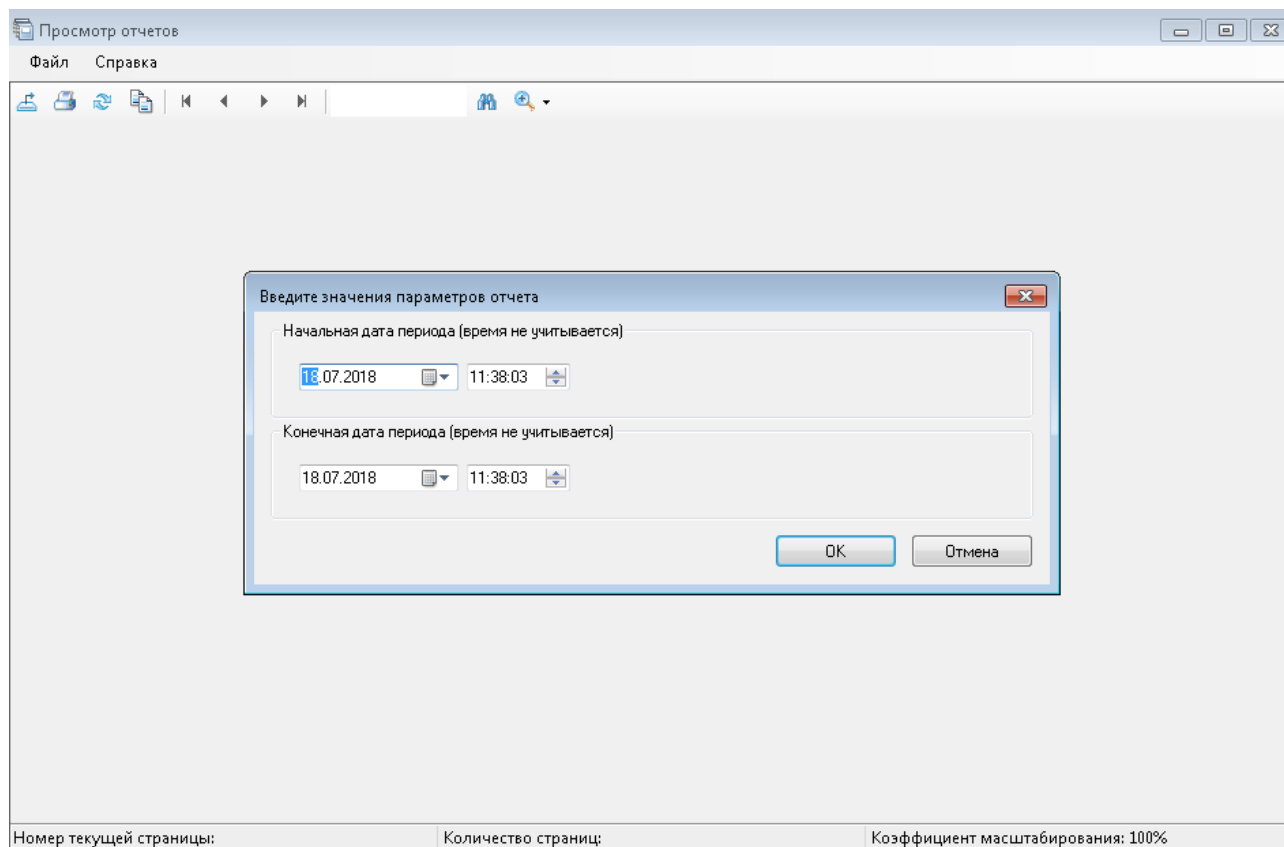 Просмотр отчетов
Файл Справка
Введите значения параметров отчета
Начальная дата периода (время не учитывается)
18.07.2018 11:38:03
Конечная дата периода (время не учитывается)
18.07.2018 11:38:03
OK Отмена
Номер текущей страницы: Количество страниц: Коэффициент масштабирования: 100%